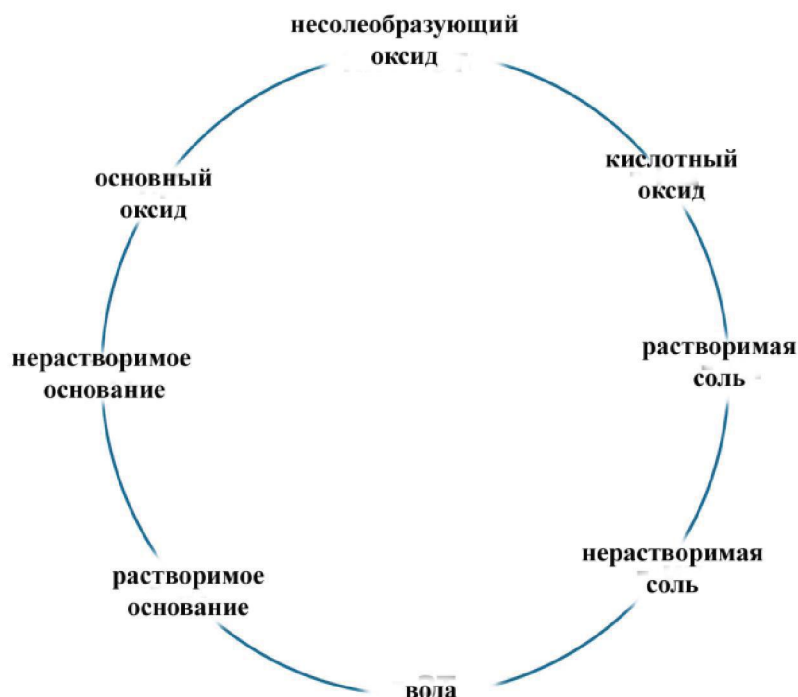 несолеобразующий
оксид
кислотный
оксид
основный
оксид
растворимая
соль
нерастворимое
основание
нерастворимая
соль
растворимое
основание
вода